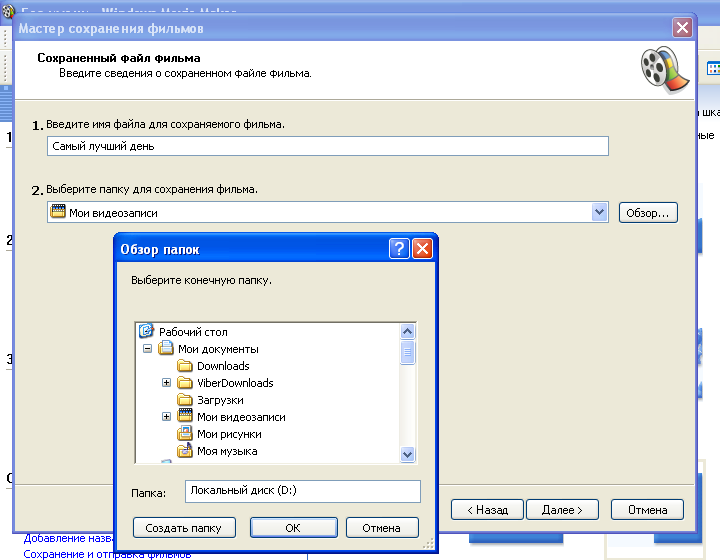 Мастер сохранения фильмов
Сохраненный файл фильма
Введите сведения о сохраненном файле фильма.
1. Введите имя файла для сохраняемого фильма.
Самый лучший день
2. Выберите папку для сохранения фильма.
Мои видеозаписи
Обзор...
Обзор папок
Выберите конечную папку.
Рабочий стол
Мои документы
Downloads
ViberDownloads
Загрузки
Мои видеозаписи
Мои рисунки
Моя музыка
Папка: Локальный диск (D:)
Создать папку OK Отмена
< Назад Далее > Отмена
1
2
3
Добавление
Сохранение и отправка фильмов